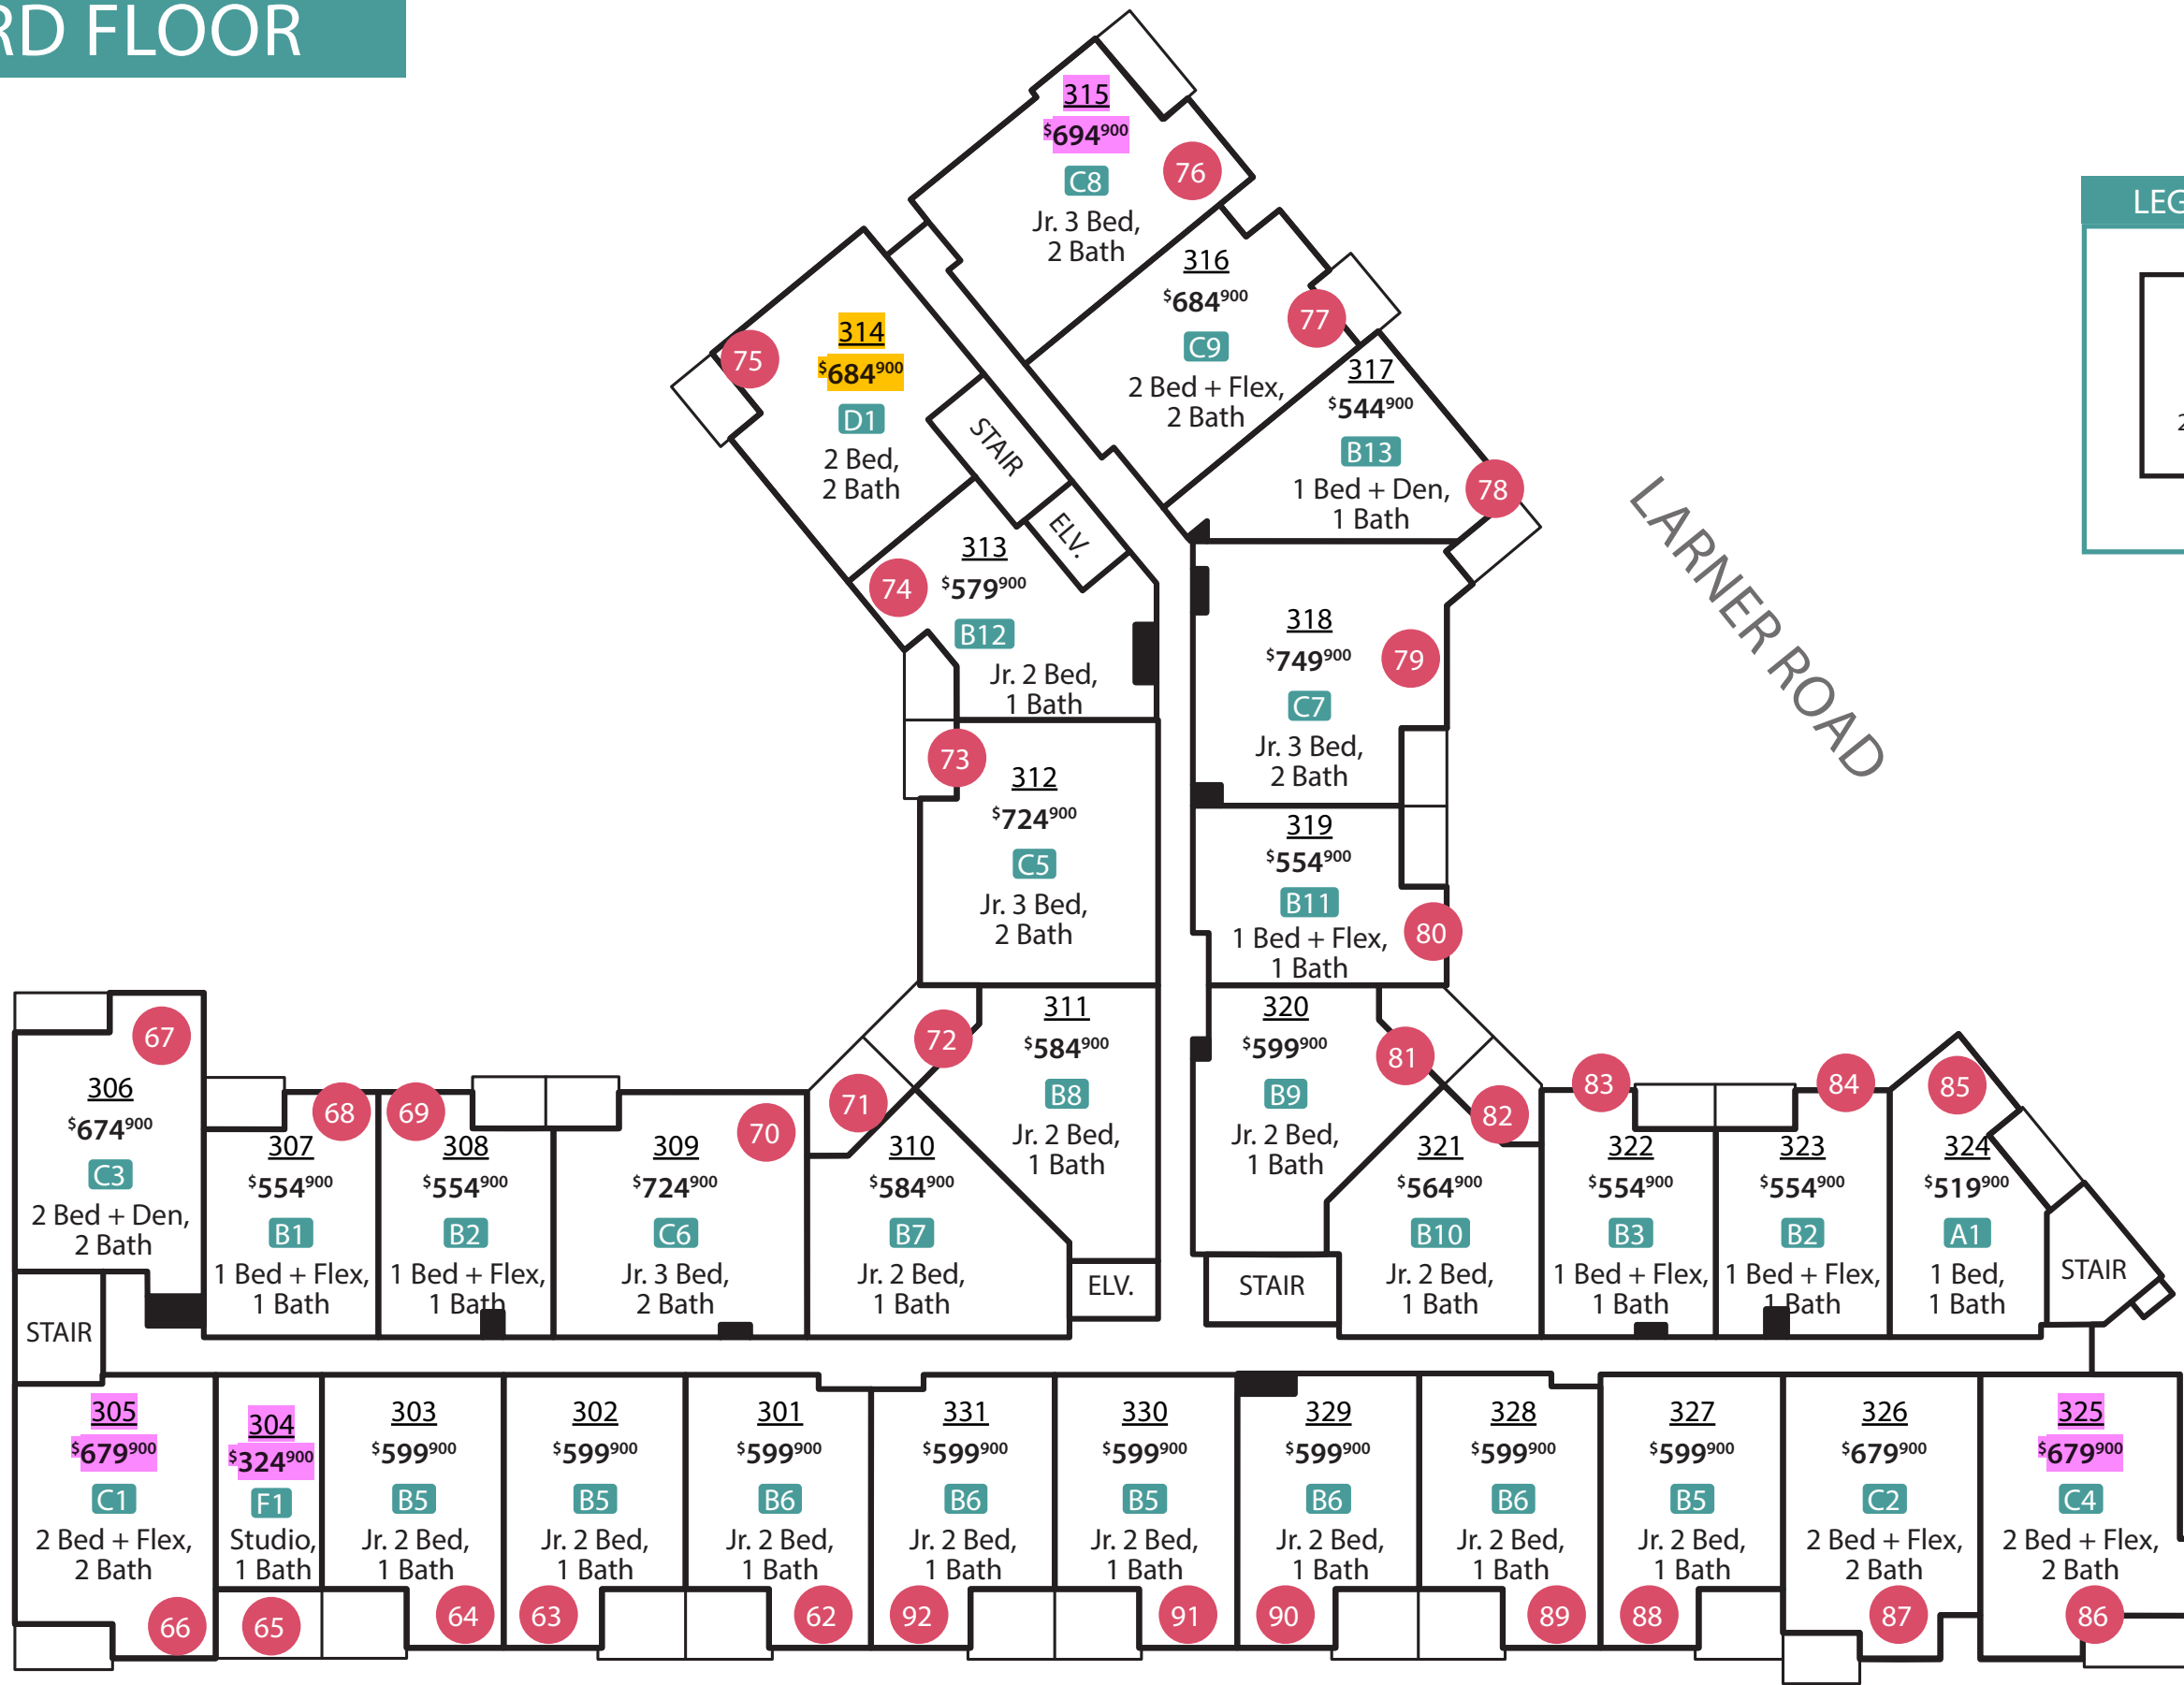 RD FLOOR
315
$694900
C8
Jr. 3 Bed,
2 Bath
76
316
$684900
C9
2 Bed + Flex,
2 Bath
77
314
$684900
D1
2 Bed,
2 Bath
75
STAIR
ELV.
317
$544900
B13
1 Bed + Den,
1 Bath
78
313
$579900
B12
Jr. 2 Bed,
1 Bath
74
318
$749900
C7
Jr. 3 Bed,
2 Bath
79
LARNER ROAD
LEG
2
73
312
$724900
C5
Jr. 3 Bed,
2 Bath
319
$554900
B11
1 Bed + Flex,
1 Bath
80
67
306
$674900
C3
2 Bed + Den,
2 Bath
STAIR
68
307
$554900
B1
1 Bed + Flex,
1 Bath
69
308
$554900
B2
1 Bed + Flex,
1 Bath
70
309
$724900
C6
Jr. 3 Bed,
2 Bath
71
310
$584900
B7
Jr. 2 Bed,
1 Bath
72
311
$584900
B8
Jr. 2 Bed,
1 Bath
ELV.
320
$599900
B9
Jr. 2 Bed,
1 Bath
81
STAIR
82
321
$564900
B10
Jr. 2 Bed,
1 Bath
83
322
$554900
B3
1 Bed + Flex,
1 Bath
84
323
$554900
B2
1 Bed + Flex,
1 Bath
85
324
$519900
A1
1 Bed,
1 Bath
STAIR
305
$679900
C1
2 Bed + Flex,
2 Bath
66
304
$324900
F1
Studio,
1 Bath
65
303
$599900
B5
Jr. 2 Bed,
1 Bath
64
302
$599900
B5
Jr. 2 Bed,
1 Bath
63
301
$599900
B6
Jr. 2 Bed,
1 Bath
62
331
$599900
B6
Jr. 2 Bed,
1 Bath
92
330
$599900
B5
Jr. 2 Bed,
1 Bath
91
329
$599900
B6
Jr. 2 Bed,
1 Bath
90
328
$599900
B6
Jr. 2 Bed,
1 Bath
89
327
$599900
B5
Jr. 2 Bed,
1 Bath
88
326
$679900
C2
2 Bed + Flex,
2 Bath
87
325
$679900
C4
2 Bed + Flex,
2 Bath
86